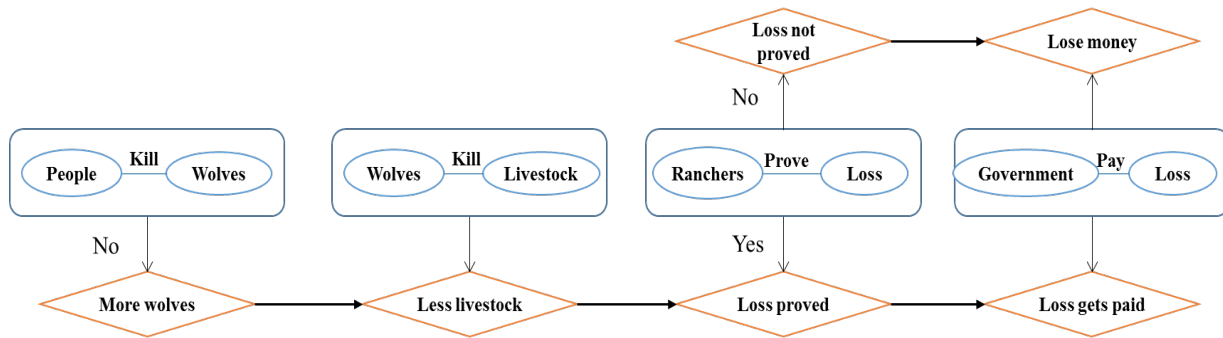 Loss not
proved
Lose money
No
People
Kill
Wolves
Wolves
Kill
Livestock
Ranchers
Prove
Loss
Government
Pay
Loss
No
Yes
More wolves
Less livestock
Loss proved
Loss gets paid